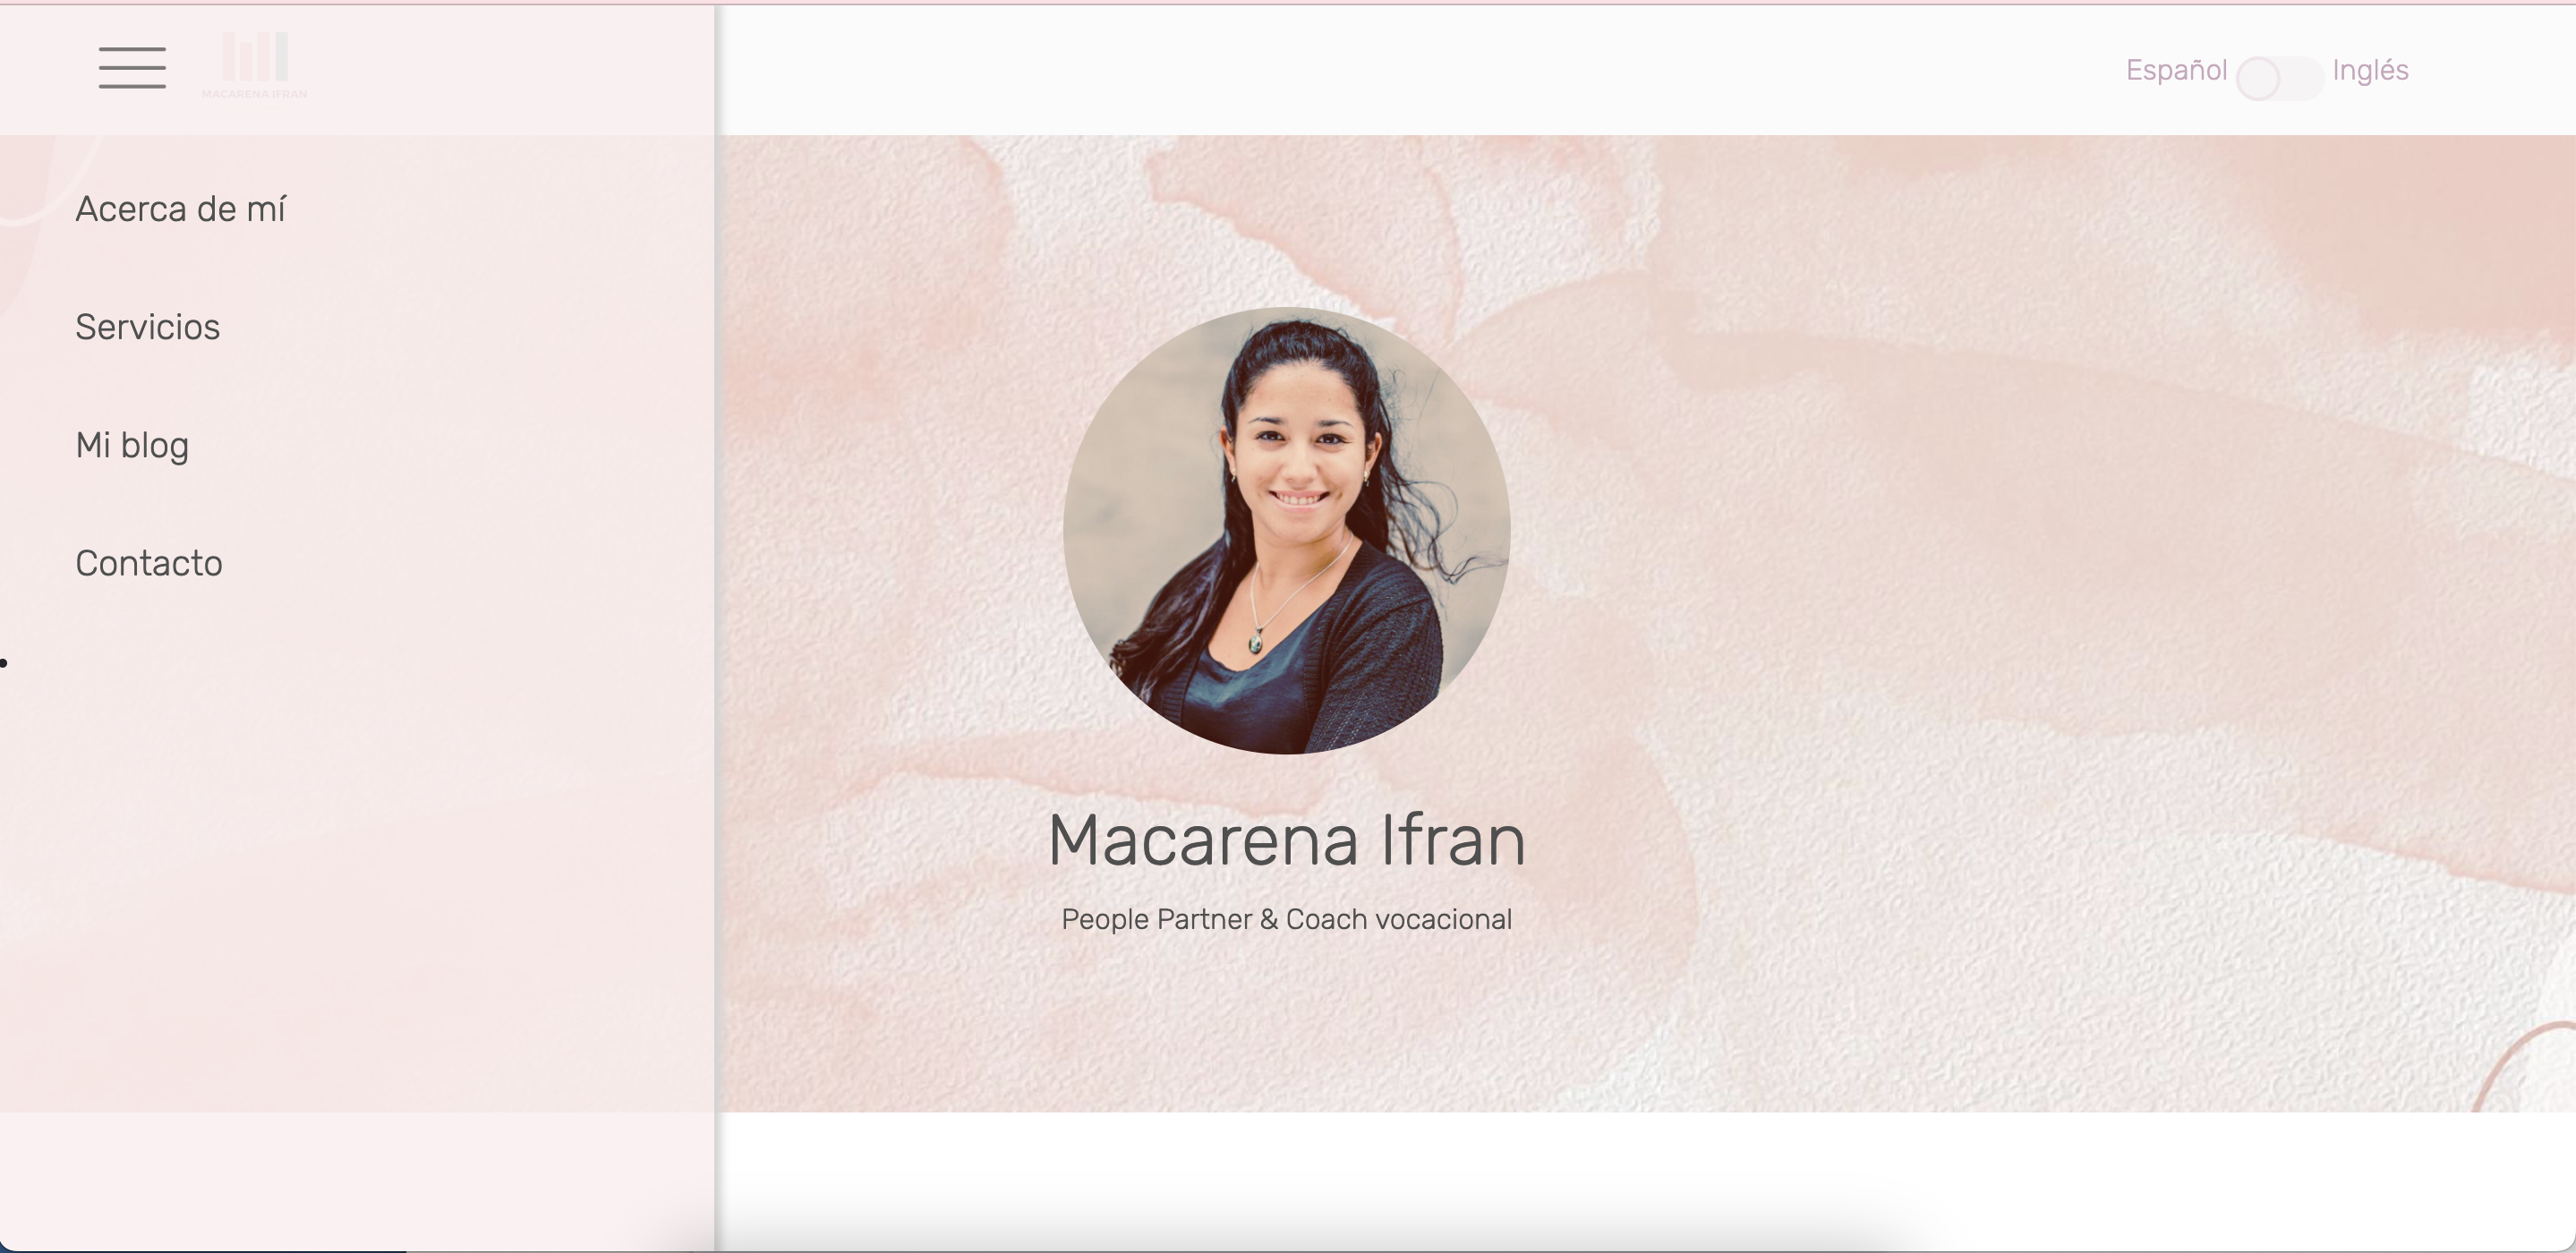 MACARENA IFRAN
Español Inglés
Acerca de mí
Servicios
Mi blog
Contacto
Macarena Ifran
People Partner & Coach vocacional